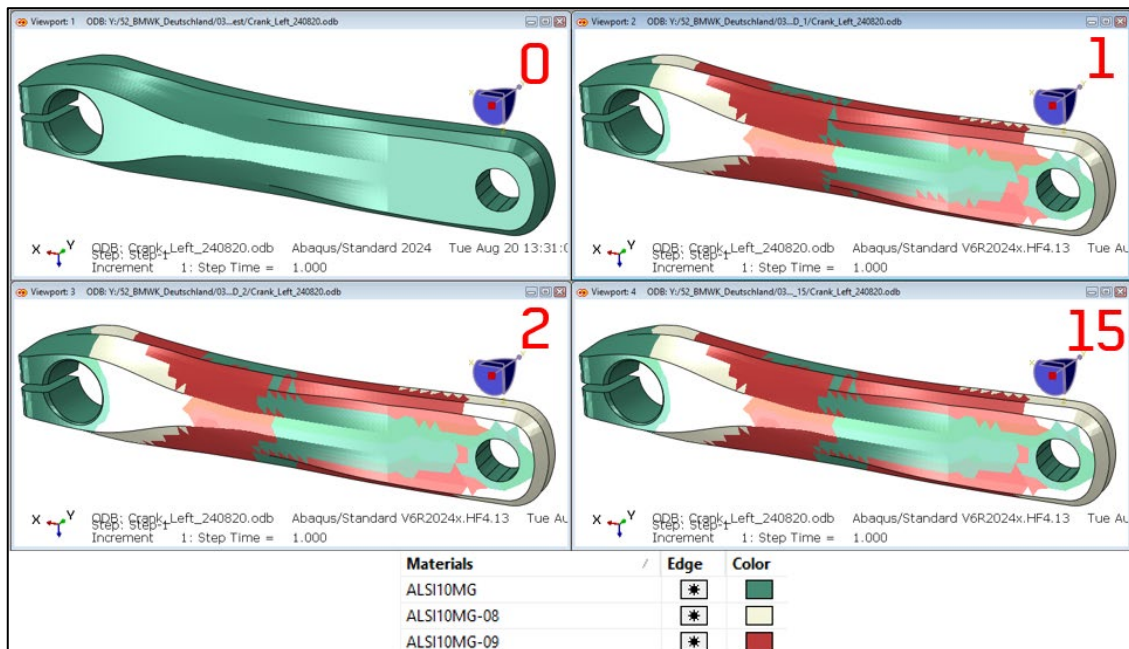 Viewport: 1 ODB: Y:/52_BMWK_Deutschland/03...est/Crank_Left_240820.odb
0
X Y
ODB: Crank_Left_240820.odb Abaqus/Standard 2024 Tue Aug 20 13:31:0
Step: Step-1
Increment 1: Step Time = 1.000
Viewport: 2 ODB: Y:/52_BMWK_Deutschland/03...D_1/Crank_Left_240820.odb
1
X Y
ODB: Crank_Left_240820.odb Abaqus/Standard V6R2024x.HF4.13 Tue Au
Step: Step-1
Increment 1: Step Time = 1.000
Viewport: 3 ODB: Y:/52_BMWK_Deutschland/03...D_2/Crank_Left_240820.odb
2
X Y
ODB: Crank_Left_240820.odb Abaqus/Standard V6R2024x.HF4.13 Tue Au
Step: Step-1
Increment 1: Step Time = 1.000
Viewport: 4 ODB: Y:/52_BMWK_Deutschland/03..._15/Crank_Left_240820.odb
15
X Y
ODB: Crank_Left_240820.odb Abaqus/Standard V6R2024x.HF4.13 Tue Au
Step: Step-1
Increment 1: Step Time = 1.000
Materials / Edge Color
ALSI10MG
ALSI10MG-08
ALSI10MG-09